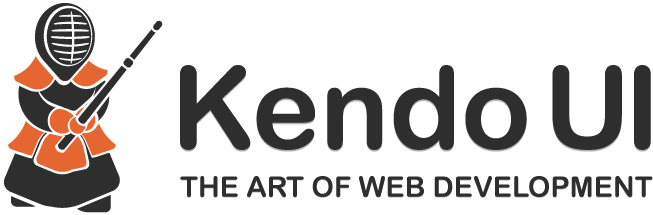 Kendo UI
THE ART OF WEB DEVELOPMENT